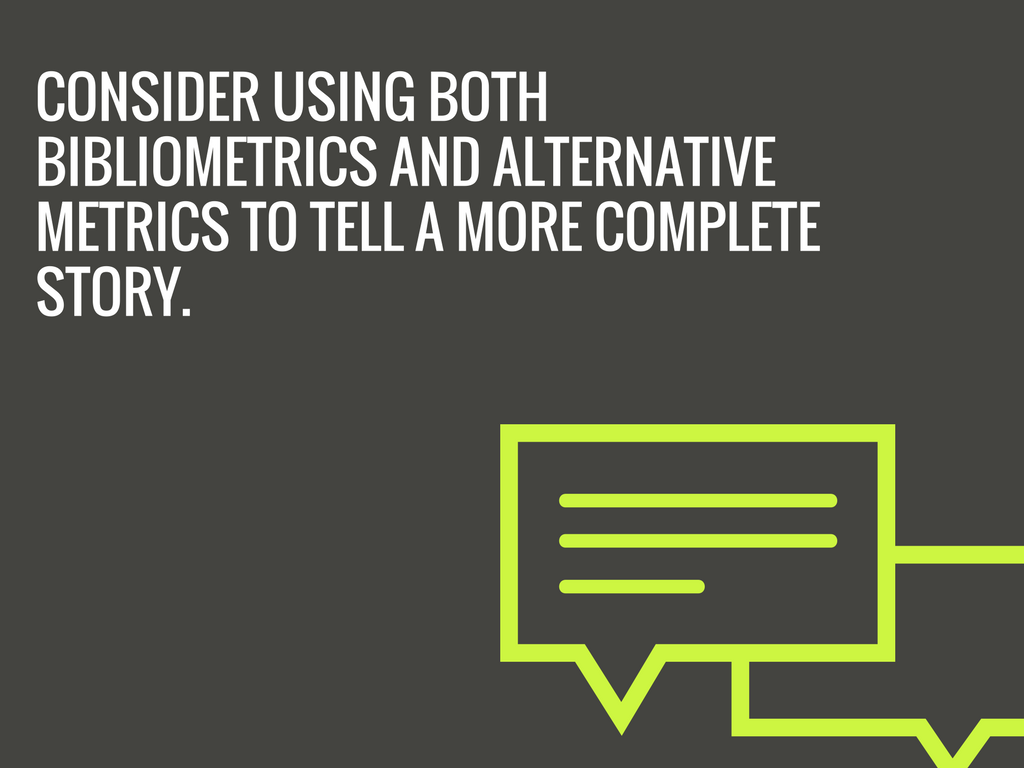 CONSIDER USING BOTH
BIBLIOMETRICS AND ALTERNATIVE
METRICS TO TELL A MORE COMPLETE
STORY.